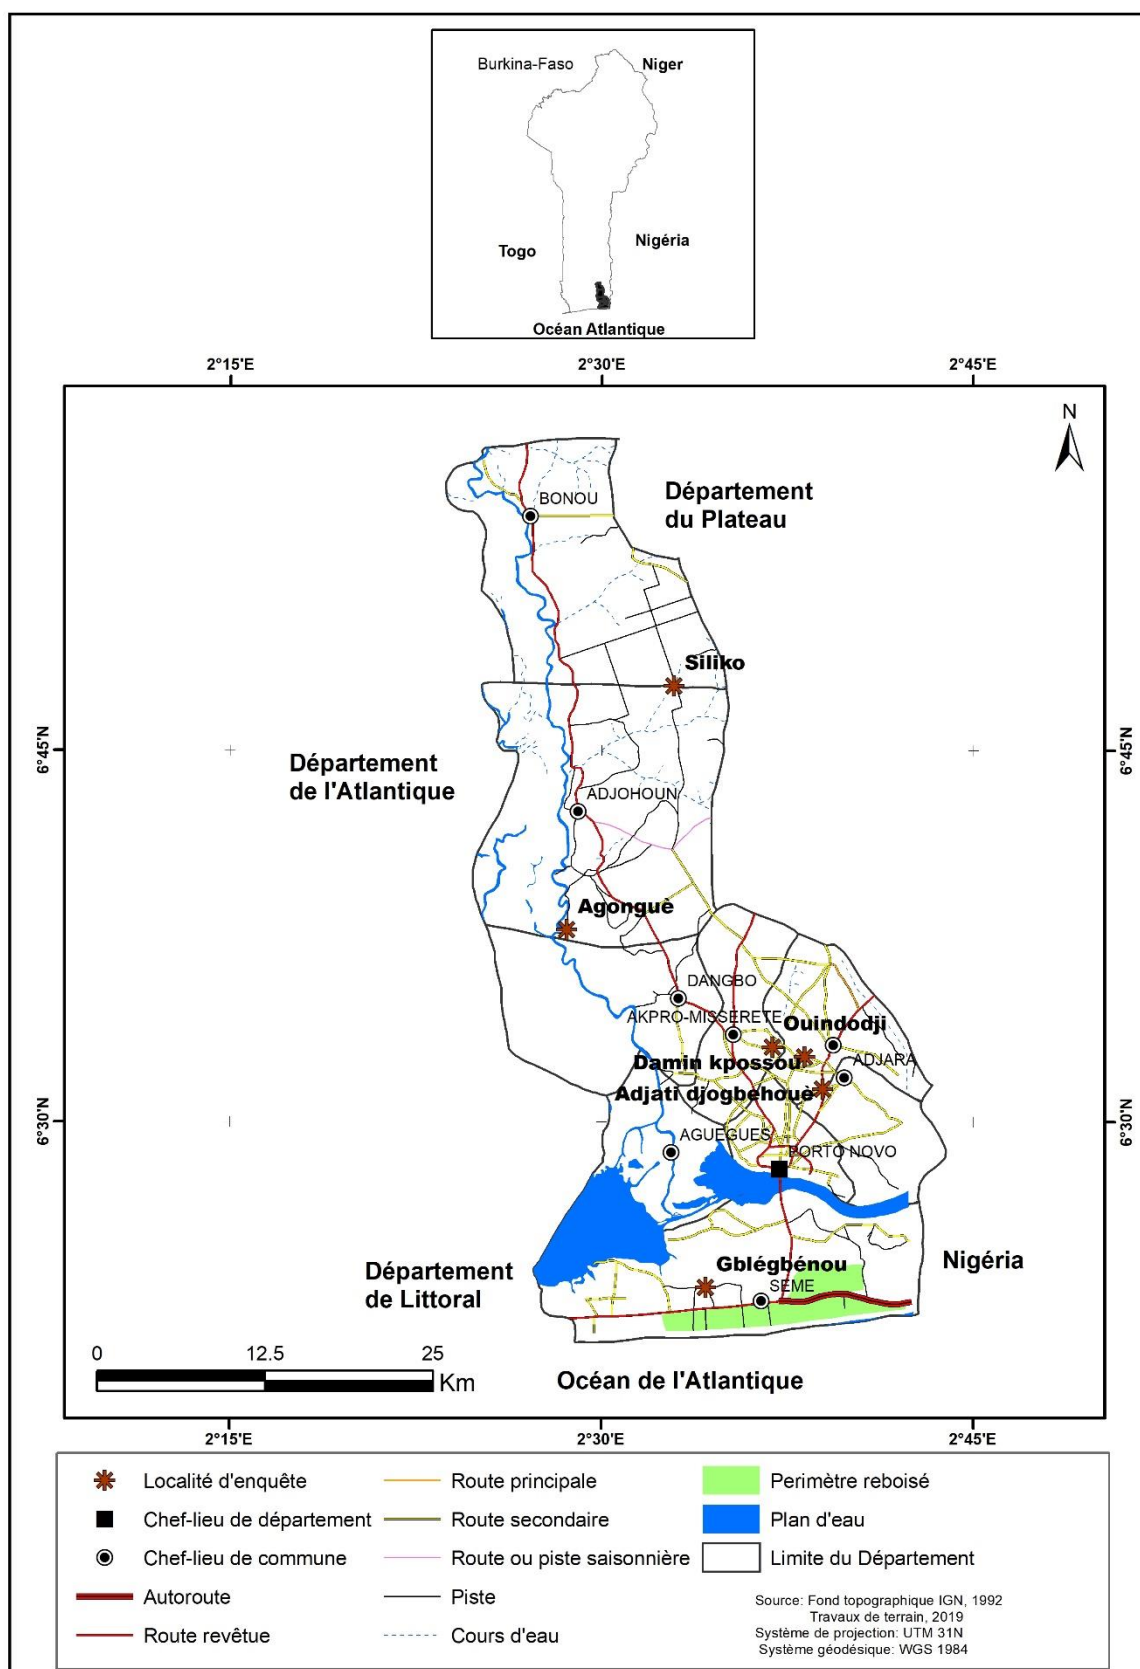 Burkina-Faso
Niger
Togo
Nigéria
Océan Atlantique
2°15'E
2°30'E
2°45'E
N
BONOU
Département
du Plateau
Siliko
6°45'N
6°45'N
Département
de l'Atlantique
ADJOHOUN
Agonguè
DANGBO
AKPRO-MISSERETE
Ouindodji
Damin kpossou
ADJARA
Adjati djogbéhouè
6°30'N
6°30'N
AGUEGUES
PORTO NOVO
Gblégbénou
Nigéria
Département
de Littoral
SEME
0
12.5
25
Km
Océan de l'Atlantique
2°15'E
2°30'E
2°45'E
Localité d'enquête
Route principale
Perimètre reboisé
Chef-lieu de département
Route secondaire
Plan d'eau
Chef-lieu de commune
Route ou piste saisonnière
Limite du Département
Autoroute
Piste
Route revêtue
Cours d'eau
Source: Fond topographique IGN, 1992
Travaux de terrain, 2019
Système de projection: UTM 31N
Système géodésique: WGS 1984